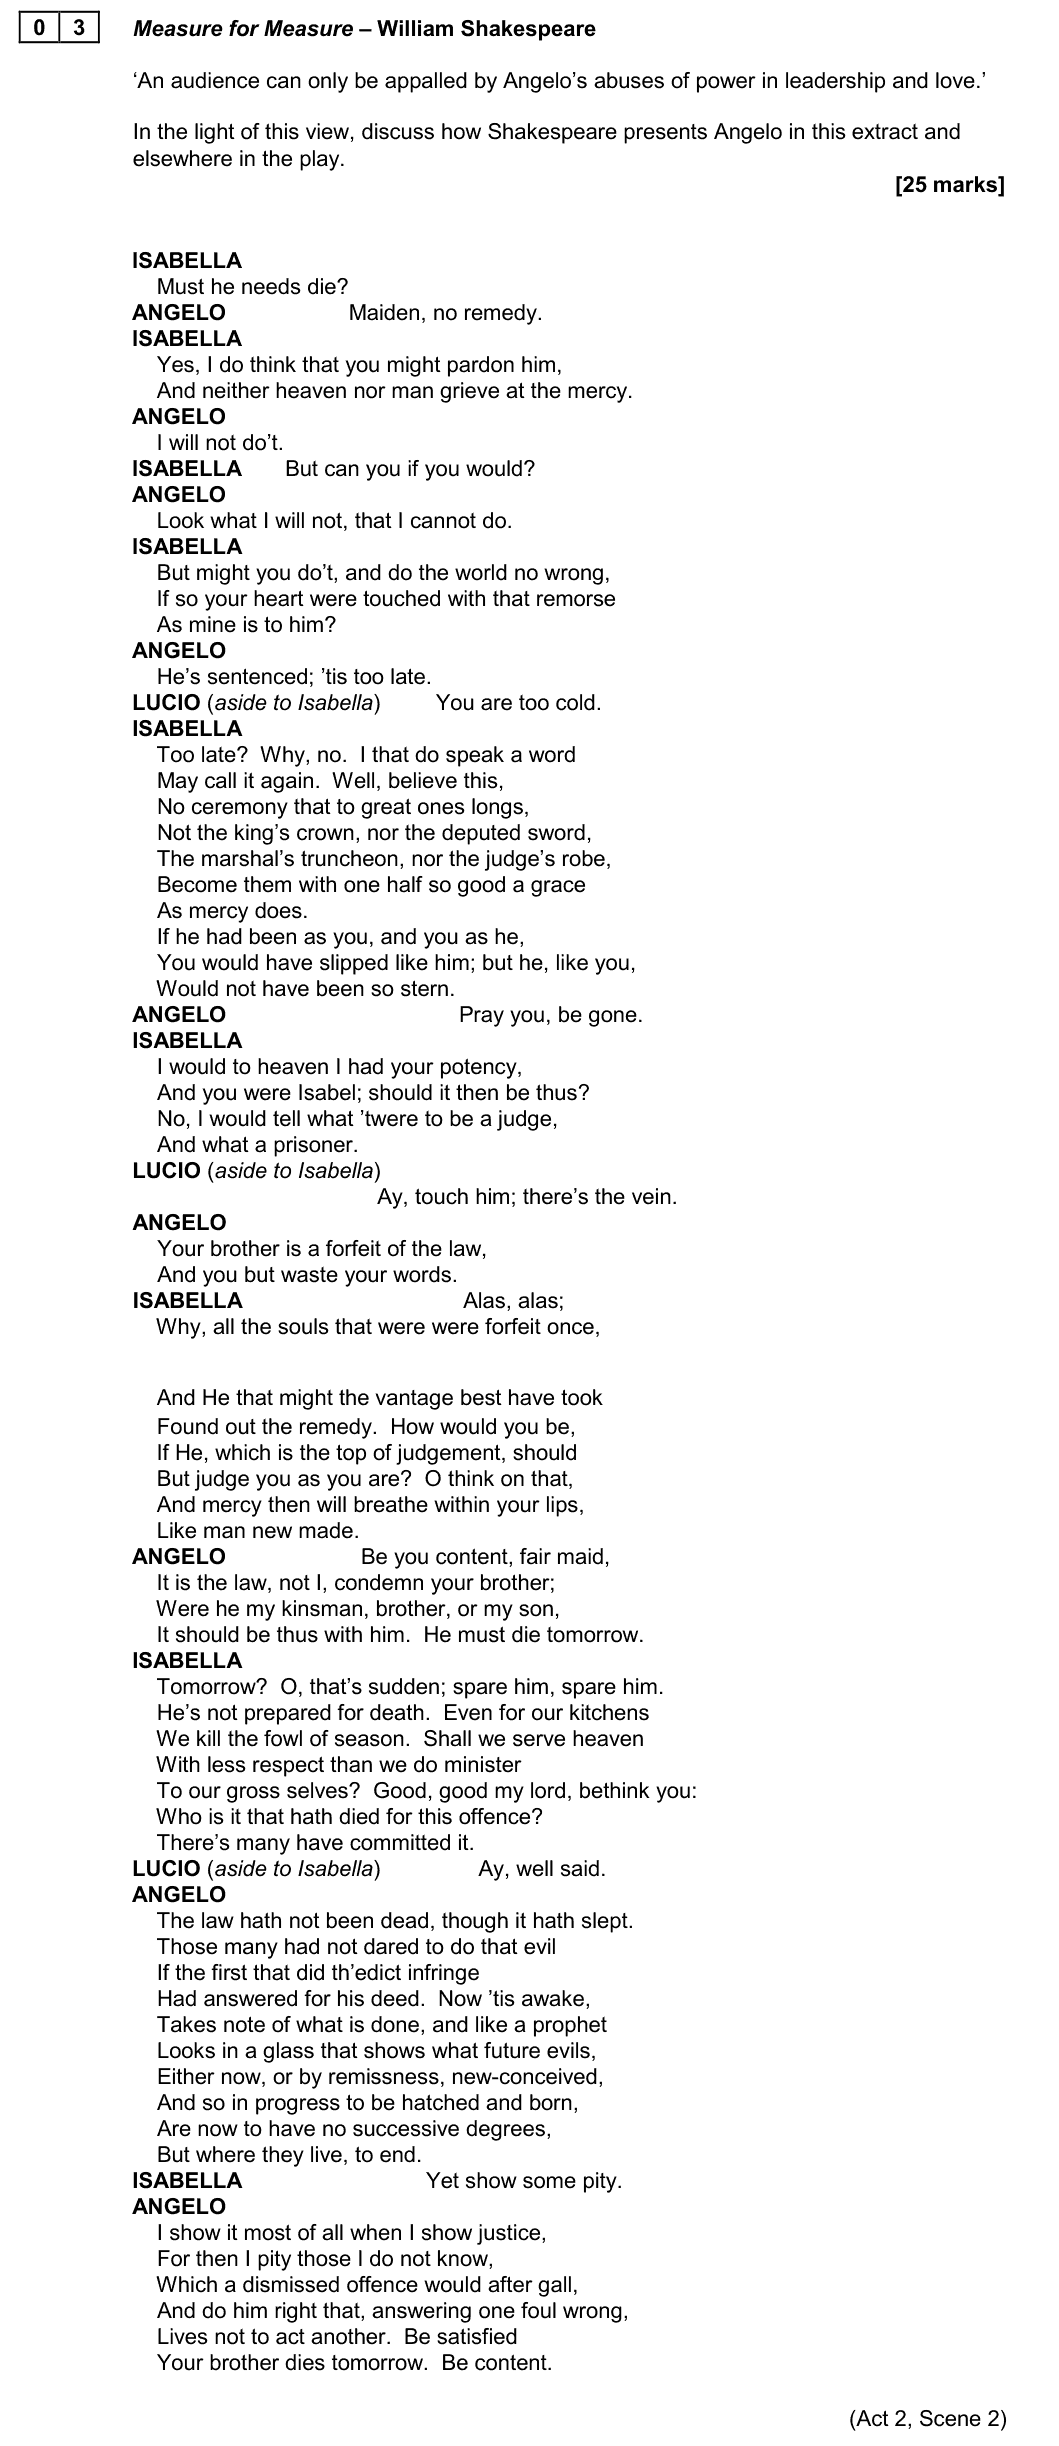 0 3 Measure for Measure – William Shakespeare
‘An audience can only be appalled by Angelo’s abuses of power in leadership and love.’
In the light of this view, discuss how Shakespeare presents Angelo in this extract and
elsewhere in the play.
[25 marks]
ISABELLA
Must he needs die?
ANGELO Maiden, no remedy.
ISABELLA
Yes, I do think that you might pardon him,
And neither heaven nor man grieve at the mercy.
ANGELO
I will not do’t.
ISABELLA But can you if you would?
ANGELO
Look what I will not, that I cannot do.
ISABELLA
But might you do’t, and do the world no wrong,
If so your heart were touched with that remorse
As mine is to him?
ANGELO
He’s sentenced; ’tis too late.
LUCIO (aside to Isabella) You are too cold.
ISABELLA
Too late? Why, no. I that do speak a word
May call it again. Well, believe this,
No ceremony that to great ones longs,
Not the king’s crown, nor the deputed sword,
The marshal’s truncheon, nor the judge’s robe,
Become them with one half so good a grace
As mercy does.
If he had been as you, and you as he,
You would have slipped like him; but he, like you,
Would not have been so stern.
ANGELO Pray you, be gone.
ISABELLA
I would to heaven I had your potency,
And you were Isabel; should it then be thus?
No, I would tell what ’twere to be a judge,
And what a prisoner.
LUCIO (aside to Isabella)
Ay, touch him; there’s the vein.
ANGELO
Your brother is a forfeit of the law,
And you but waste your words.
ISABELLA Alas, alas;
Why, all the souls that were were forfeit once,
And He that might the vantage best have took
Found out the remedy. How would you be,
If He, which is the top of judgement, should
But judge you as you are? O think on that,
And mercy then will breathe within your lips,
Like man new made.
ANGELO Be you content, fair maid,
It is the law, not I, condemn your brother;
Were he my kinsman, brother, or my son,
It should be thus with him. He must die tomorrow.
ISABELLA
Tomorrow? O, that’s sudden; spare him, spare him.
He’s not prepared for death. Even for our kitchens
We kill the fowl of season. Shall we serve heaven
With less respect than we do minister
To our gross selves? Good, good my lord, bethink you:
Who is it that hath died for this offence?
There’s many have committed it.
LUCIO (aside to Isabella) Ay, well said.
ANGELO
The law hath not been dead, though it hath slept.
Those many had not dared to do that evil
If the first that did th’edict infringe
Had answered for his deed. Now ’tis awake,
Takes note of what is done, and like a prophet
Looks in a glass that shows what future evils,
Either now, or by remissness, new-conceived,
And so in progress to be hatched and born,
Are now to have no successive degrees,
But where they live, to end.
ISABELLA Yet show some pity.
ANGELO
I show it most of all when I show justice,
For then I pity those I do not know,
Which a dismissed offence would after gall,
And do him right that, answering one foul wrong,
Lives not to act another. Be satisfied
Your brother dies tomorrow. Be content.
(Act 2, Scene 2)